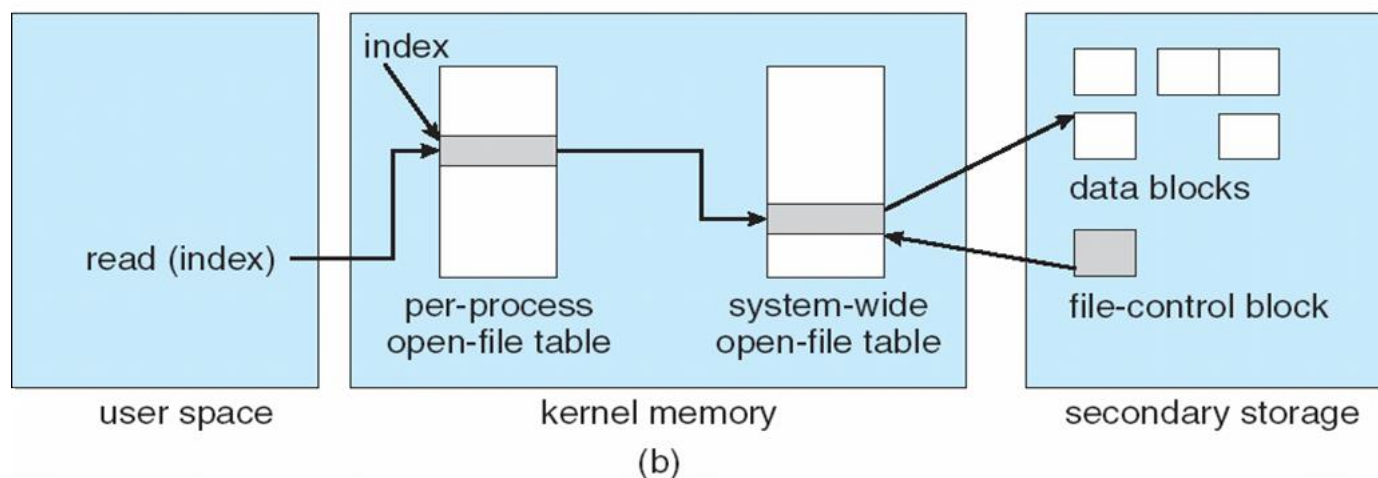 index
read (index)
per-process
open-file table
system-wide
open-file table
data blocks
file-control block
user space
kernel memory
secondary storage
(b)